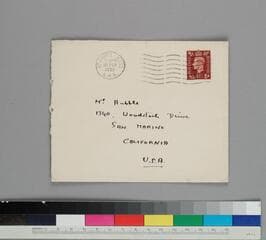 Mr Hubble
1340. Woodstock Drive
SAN MARINO
CALIFORNIA
U.S.A.